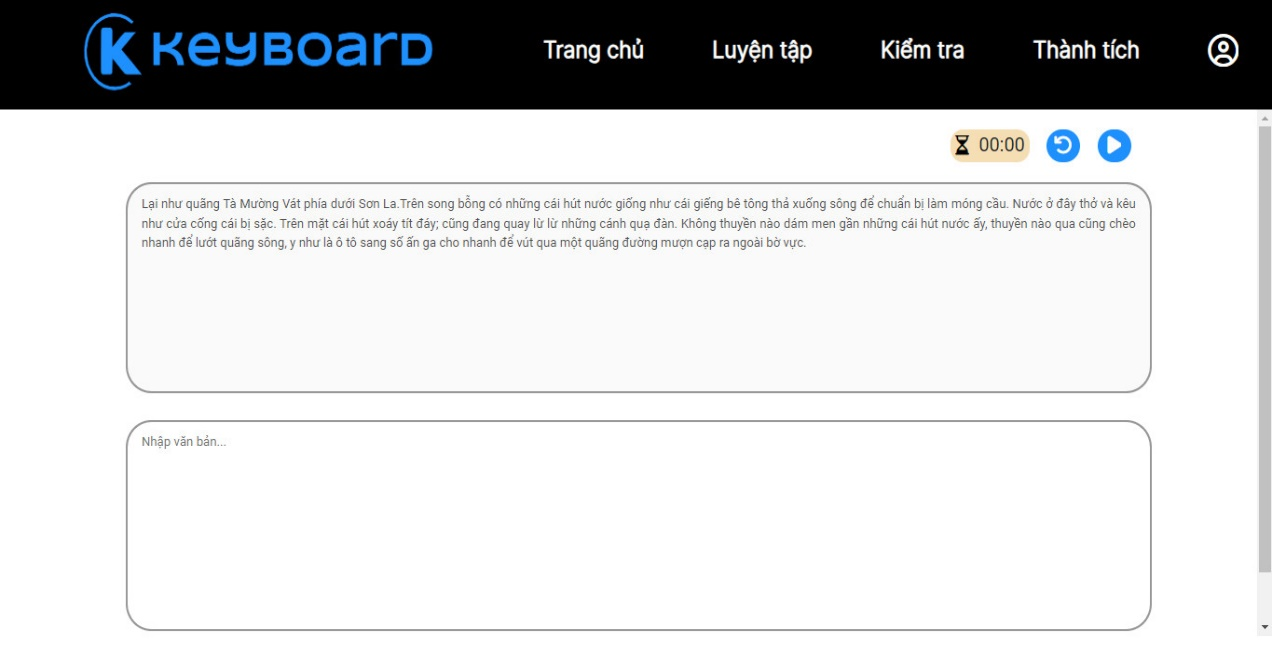 KEYBOARD
Trang chủ
Luyện tập
Kiểm tra
Thành tích
00:00
Lại như quãng Tà Mường Vát phía dưới Sơn La.Trên song bỗng có những cái hút nước giống như cái giếng bê tông thả xuống sông để chuẩn bị làm móng cầu. Nước ở đây thở và kêu
như cửa cống cái bị sặc. Trên mặt cái hút xoáy tít đáy; cũng đang quay lừ lừ những cánh quạ đàn. Không thuyền nào dám men gần những cái hút nước ấy, thuyền nào qua cũng chèo
nhanh để lướt quãng sông, y như là ô tô sang số ấn ga cho nhanh để vút qua một quãng đường mượn cạp ra ngoài bờ vực.
Nhập văn bản...